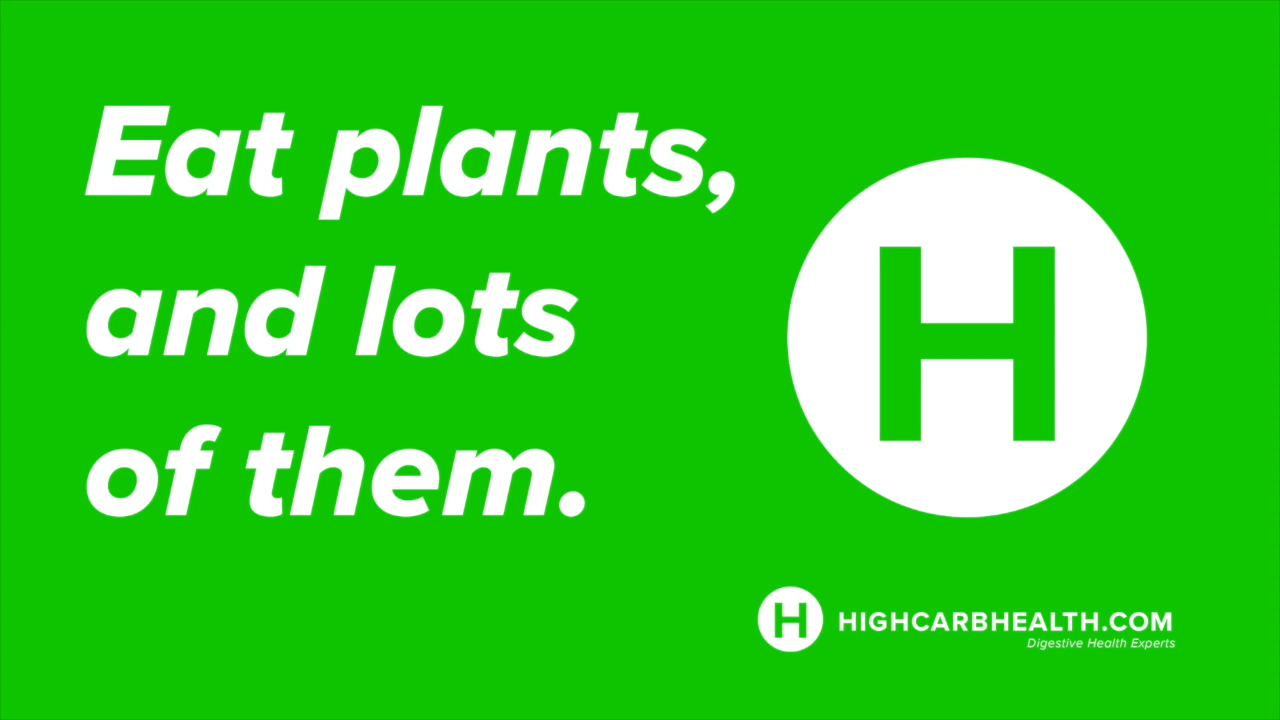 Eat plants,
and lots
of them.
H
H HIGHCARBHEALTH.COM
Digestive Health Experts